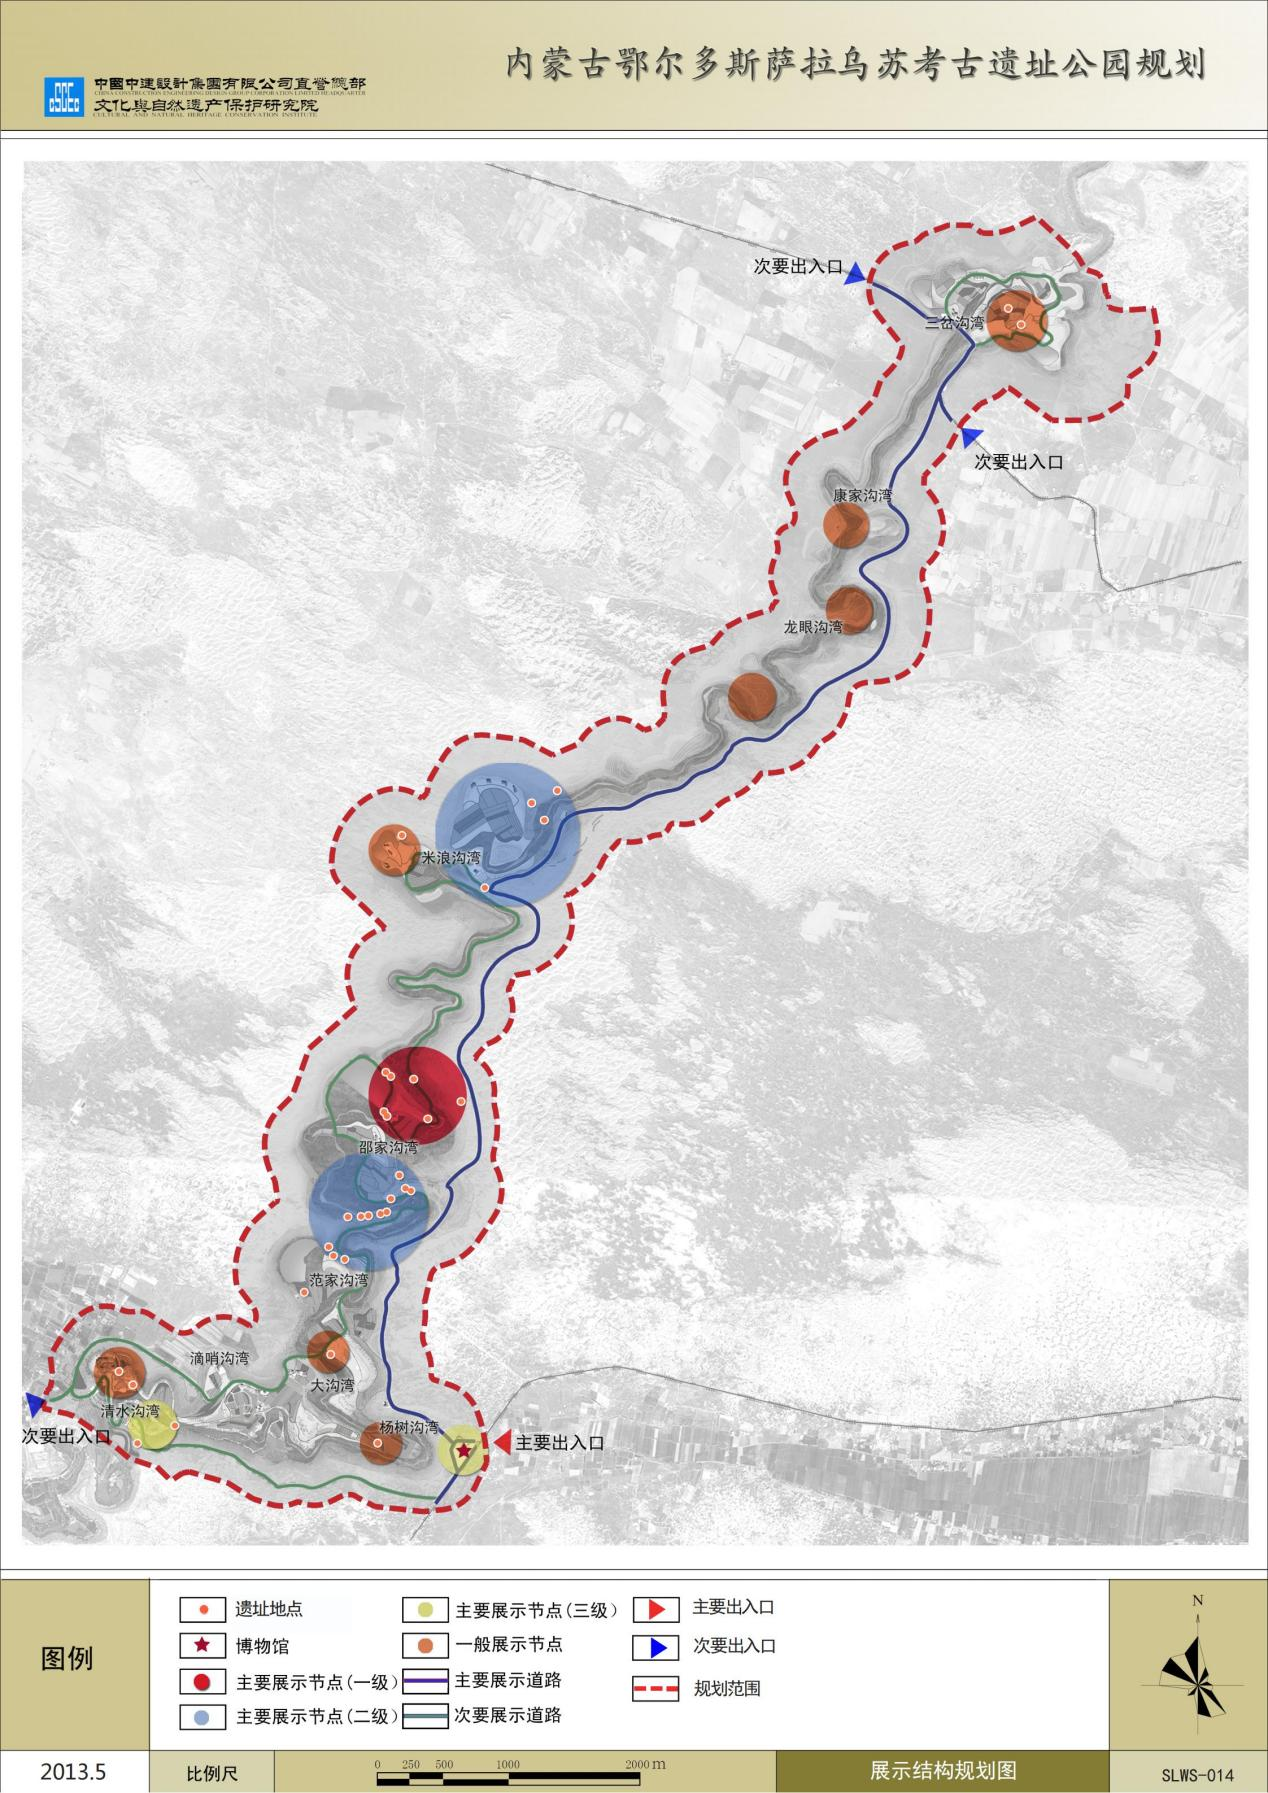 内蒙古鄂尔多斯萨拉乌苏考古遗址公园规划
CSCEC
中國中建設計集團有限公司直营總部
CHINA CONSTRUCTION ENGINEERING DESIGN GROUP CORPORATION LIMITED HEADQUARTER
文化與自然遗产保护研究院
CULTURAL AND NATURAL HERITAGE CONSERVATION INSTITUTE
次要出入口
三岔沟湾
次要出入口
康家沟湾
龙眼沟湾
米浪沟湾
邵家沟湾
范家沟湾
滴哨沟湾
大沟湾
清水沟湾
杨树沟湾
次要出入口
主要出入口
图例
遗址地点
博物馆
主要展示节点(一级)
主要展示节点(二级)
主要展示节点(三级)
一般展示节点
主要展示道路
次要展示道路
主要出入口
次要出入口
规划范围
N
2013.5
比例尺
0 250 500 1000 2000 m
展示结构规划图
SLWS-014